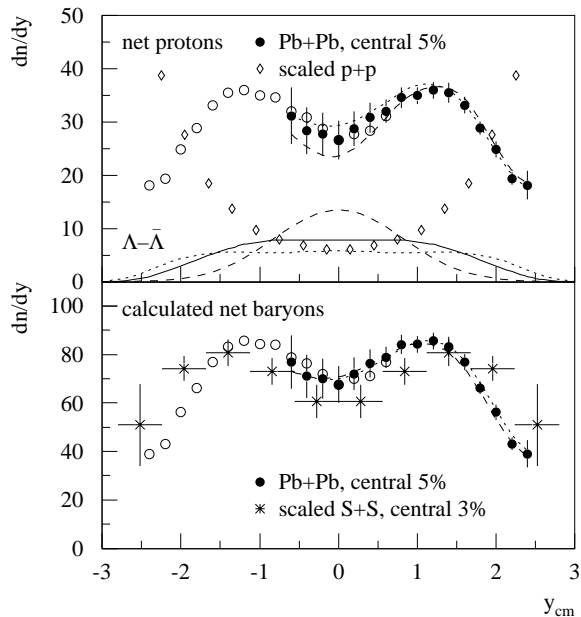 dn/dy
50
40
30
20
10
0
net protons
Pb+Pb, central 5%
scaled p+p
Λ–Λ̄
dn/dy
100
80
60
40
20
0
calculated net baryons
Pb+Pb, central 5%
scaled S+S, central 3%
-3 -2 -1 0 1 2 3
y_cm